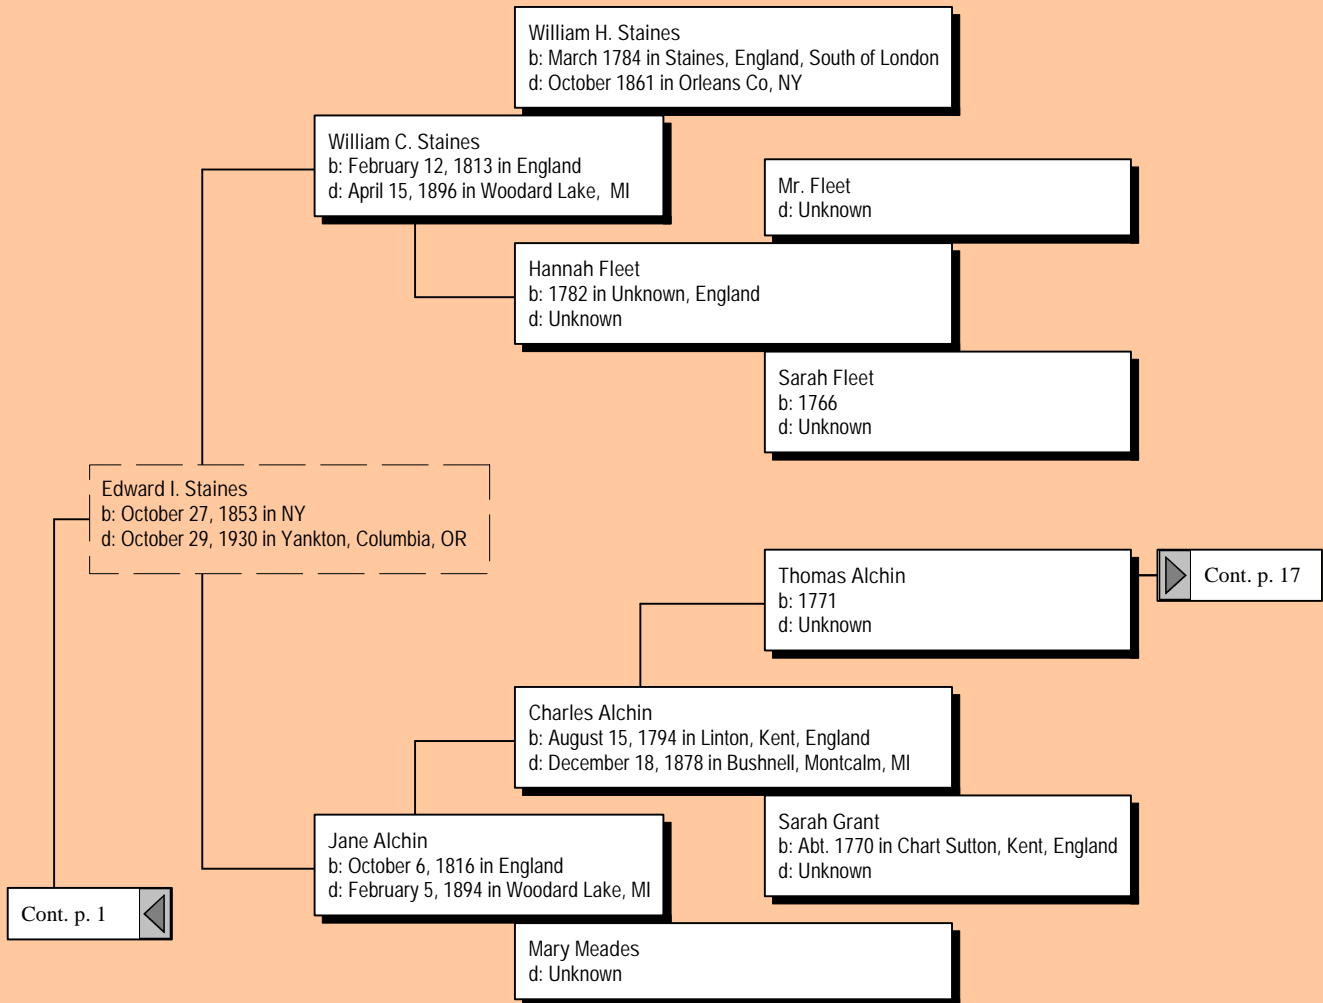 William H. Staines
b: March 1784 in Staines, England, South of London
d: October 1861 in Orleans Co, NY
William C. Staines
b: February 12, 1813 in England
d: April 15, 1896 in Woodard Lake,  MI
Mr. Fleet
d: Unknown
Hannah Fleet
b: 1782 in Unknown, England
d: Unknown
Sarah Fleet
b: 1766
d: Unknown
Edward I. Staines
b: October 27, 1853 in NY
d: October 29, 1930 in Yankton, Columbia, OR
Thomas Alchin
b: 1771
d: Unknown
Cont. p. 17
Charles Alchin
b: August 15, 1794 in Linton, Kent, England
d: December 18, 1878 in Bushnell, Montcalm, MI
Sarah Grant
b: Abt. 1770 in Chart Sutton, Kent, England
d: Unknown
Jane Alchin
b: October 6, 1816 in England
d: February 5, 1894 in Woodard Lake, MI
Cont. p. 1
Mary Meades
d: Unknown